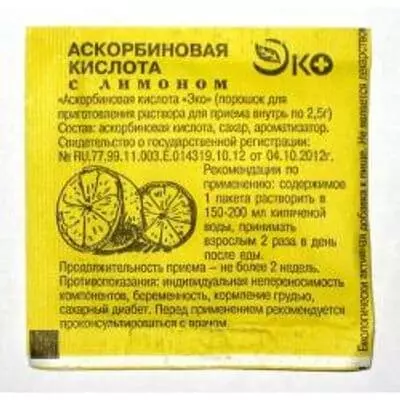 АСКОРБИНОВАЯ
КИСЛОТА
с лимоном
Эко+
«Аскорбиновая кислота «Эко» (порошок для
приготовления раствора для приема внутрь по 2,5г)
Состав: аскорбиновая кислота, сахар, ароматизатор.
Свидетельство о государственной регистрации:
№ RU.77.99.11.003.Е.014319.10.12 от 04.10.2012г.
Рекомендации по
применению: содержимое
1 пакета растворить в
150-200 мл кипяченой
воды, принимать
взрослым 2 раза в день
после еды.
Продолжительность приема – не более 2 недель.
Противопоказания: индивидуальная непереносимость
компонентов, беременность, кормление грудью,
сахарный диабет. Перед применением рекомендуется
проконсультироваться с врачом.
Экологически активная добавка к пище. Не является лекарством